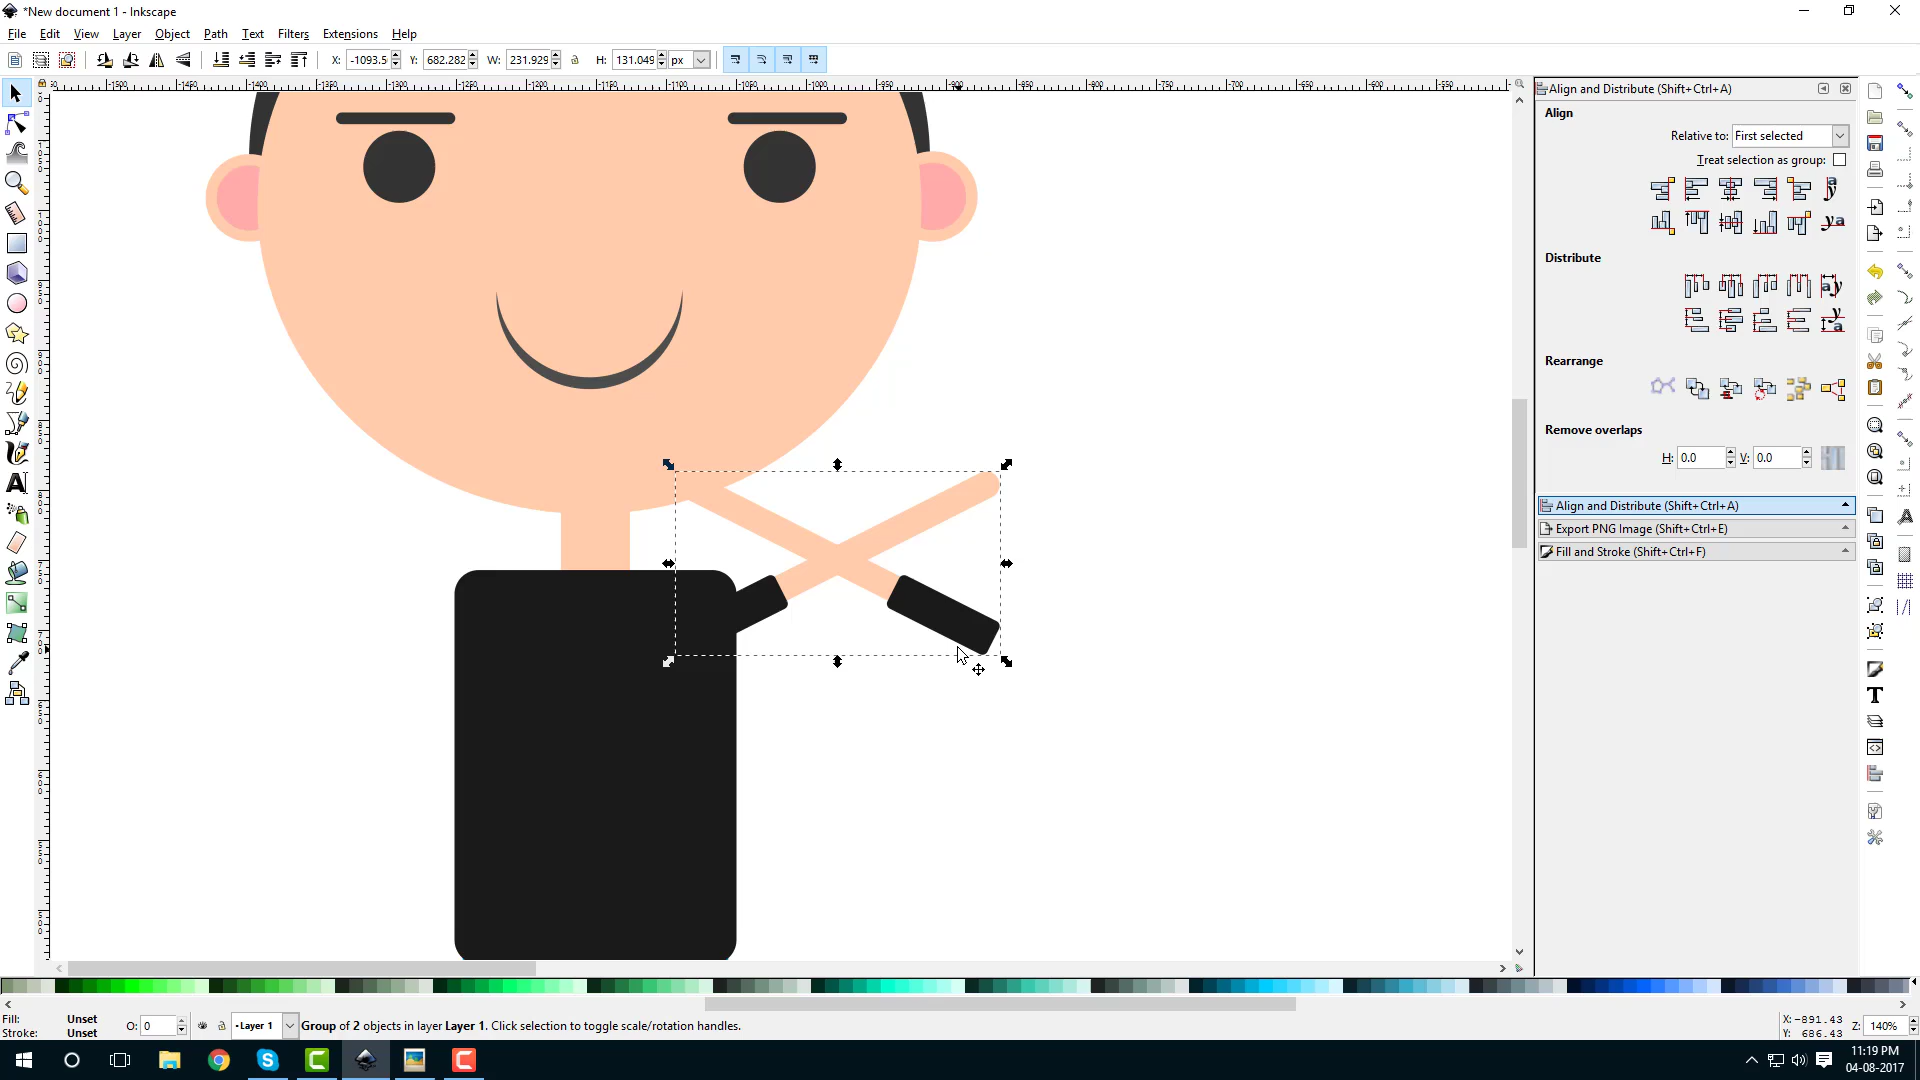 *New document 1 - Inkscape
File Edit View Layer Object Path Text Filters Extensions Help
X: -1093.5 Y: 682.282 W: 231.929 H: 131.049 px
Align and Distribute (Shift+Ctrl+A)
Align
Relative to: First selected
Treat selection as group:
Distribute
Rearrange
Remove overlaps
H: 0.0 V: 0.0
Align and Distribute (Shift+Ctrl+A)
Export PNG Image (Shift+Ctrl+E)
Fill and Stroke (Shift+Ctrl+F)
Fill: Unset
Stroke: Unset
O: 0
Layer 1
Group of 2 objects in layer Layer 1. Click selection to toggle scale/rotation handles.
X: -891.43
Y: 686.43
Z: 140%
11:19 PM
04-08-2017